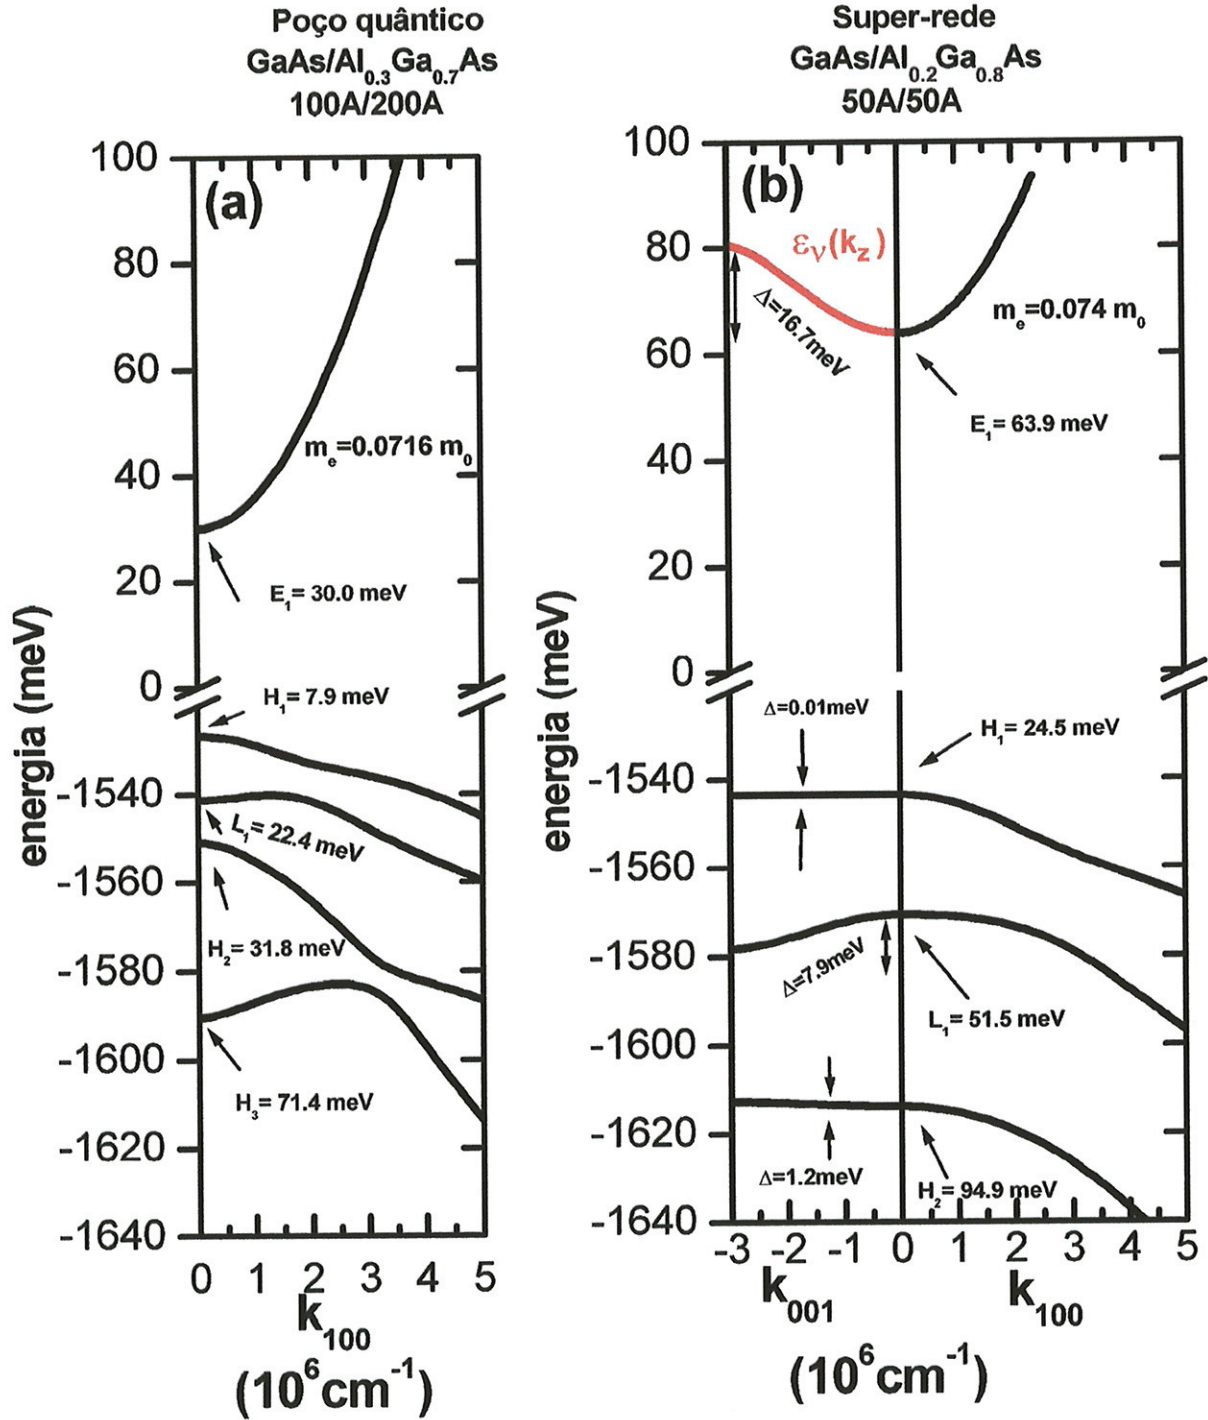 Poço quântico
GaAs/Al0.3Ga0.7As
100A/200A
(a)
100
80
60
40
20
0
-1540
-1560
-1580
-1600
-1620
-1640
energia (meV)
me=0.0716 m0
E1= 30.0 meV
H1= 7.9 meV
L1= 22.4 meV
H2= 31.8 meV
H3= 71.4 meV
0 1 2 3 4 5
k100
(10^6cm^-1)
Super-rede
GaAs/Al0.2Ga0.8As
50A/50A
(b)
100
80
60
40
20
0
-1540
-1560
-1580
-1600
-1620
-1640
energia (meV)
εν(kz)
Δ=16.7meV
me=0.074 m0
E1= 63.9 meV
Δ=0.01meV
H1= 24.5 meV
Δ=7.9meV
L1= 51.5 meV
Δ=1.2meV
H2= 94.9 meV
-3 -2 -1 0 1 2 3 4 5
k001 k100
(10^6cm^-1)